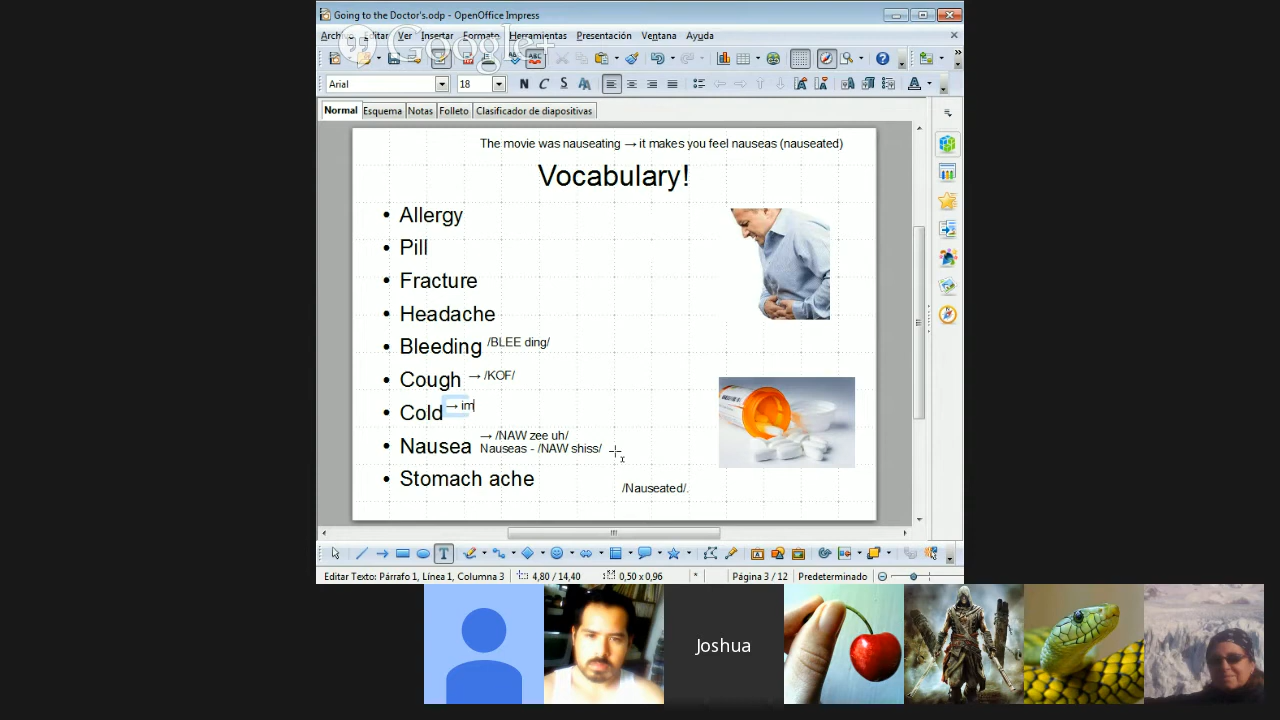 Going to the Doctor's.odp - OpenOffice Impress
Archivo Editar Ver Insertar Formato Herramientas Presentación Ventana Ayuda
Google+
Arial 18 N C S
Normal Esquema Notas Folleto Clasificador de diapositivas
The movie was nauseating → it makes you feel nauseas (nauseated)
Vocabulary!
• Allergy
• Pill
• Fracture
• Headache
• Bleeding /BLEE ding/
• Cough → /KOF/
• Cold → im
• Nausea → /NAW zee uh/
Nauseas - /NAW shiss/
• Stomach ache
/Nauseated/.
Editar Texto: Párrafo 1, Línea 1, Columna 3 4,80 / 14,40 0,50 x 0,96 * Página 3 / 12 Predeterminado
Joshua